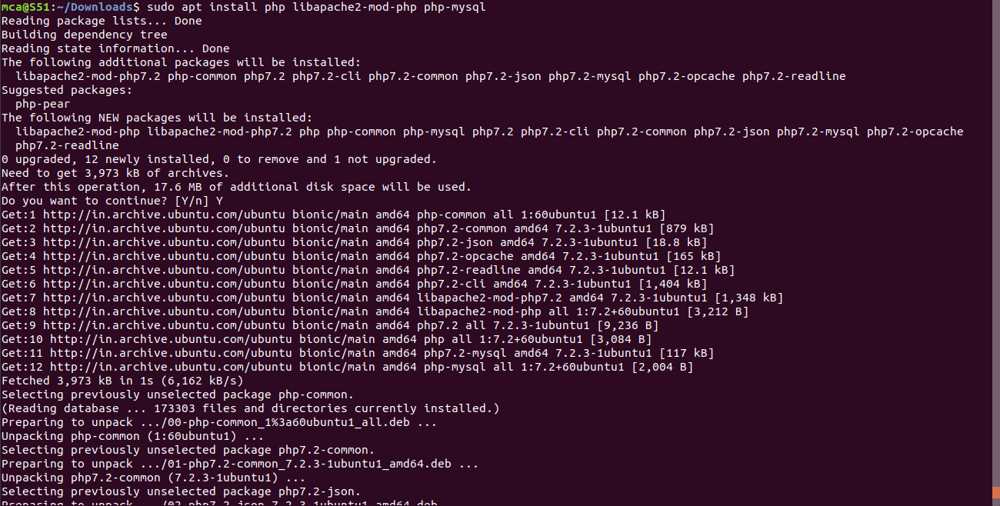 mca@S51:~/Downloads$ sudo apt install php libapache2-mod-php php-mysql
Reading package lists... Done
Building dependency tree
Reading state information... Done
The following additional packages will be installed:
  libapache2-mod-php7.2 php-common php7.2 php7.2-cli php7.2-common php7.2-json php7.2-mysql php7.2-opcache php7.2-readline
Suggested packages:
  php-pear
The following NEW packages will be installed:
  libapache2-mod-php libapache2-mod-php7.2 php php-common php-mysql php7.2 php7.2-cli php7.2-common php7.2-json php7.2-mysql php7.2-opcache
  php7.2-readline
0 upgraded, 12 newly installed, 0 to remove and 1 not upgraded.
Need to get 3,973 kB of archives.
After this operation, 17.6 MB of additional disk space will be used.
Do you want to continue? [Y/n] Y
Get:1 http://in.archive.ubuntu.com/ubuntu bionic/main amd64 php-common all 1:60ubuntu1 [12.1 kB]
Get:2 http://in.archive.ubuntu.com/ubuntu bionic/main amd64 php7.2-common amd64 7.2.3-1ubuntu1 [879 kB]
Get:3 http://in.archive.ubuntu.com/ubuntu bionic/main amd64 php7.2-json amd64 7.2.3-1ubuntu1 [18.8 kB]
Get:4 http://in.archive.ubuntu.com/ubuntu bionic/main amd64 php7.2-opcache amd64 7.2.3-1ubuntu1 [165 kB]
Get:5 http://in.archive.ubuntu.com/ubuntu bionic/main amd64 php7.2-readline amd64 7.2.3-1ubuntu1 [12.1 kB]
Get:6 http://in.archive.ubuntu.com/ubuntu bionic/main amd64 php7.2-cli amd64 7.2.3-1ubuntu1 [1,404 kB]
Get:7 http://in.archive.ubuntu.com/ubuntu bionic/main amd64 libapache2-mod-php7.2 amd64 7.2.3-1ubuntu1 [1,348 kB]
Get:8 http://in.archive.ubuntu.com/ubuntu bionic/main amd64 libapache2-mod-php all 1:7.2+60ubuntu1 [3,212 B]
Get:9 http://in.archive.ubuntu.com/ubuntu bionic/main amd64 php7.2 all 7.2.3-1ubuntu1 [9,236 B]
Get:10 http://in.archive.ubuntu.com/ubuntu bionic/main amd64 php all 1:7.2+60ubuntu1 [3,084 B]
Get:11 http://in.archive.ubuntu.com/ubuntu bionic/main amd64 php7.2-mysql amd64 7.2.3-1ubuntu1 [117 kB]
Get:12 http://in.archive.ubuntu.com/ubuntu bionic/main amd64 php-mysql all 1:7.2+60ubuntu1 [2,004 B]
Fetched 3,973 kB in 1s (6,162 kB/s)
Selecting previously unselected package php-common.
(Reading database ... 173303 files and directories currently installed.)
Preparing to unpack .../00-php-common_1%3a60ubuntu1_all.deb ...
Unpacking php-common (1:60ubuntu1) ...
Selecting previously unselected package php7.2-common.
Preparing to unpack .../01-php7.2-common_7.2.3-1ubuntu1_amd64.deb ...
Unpacking php7.2-common (7.2.3-1ubuntu1) ...
Selecting previously unselected package php7.2-json.
Preparing to unpack .../02-php7.2-json_7.2.3-1ubuntu1_amd64.deb ...